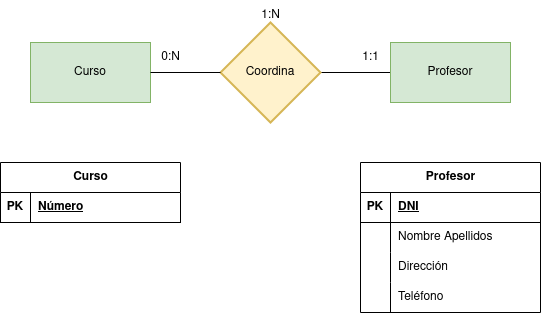 1:N
0:N
1:1
Curso
Coordina
Profesor
Curso
PK Número
Profesor
PK DNI
Nombre Apellidos
Dirección
Teléfono